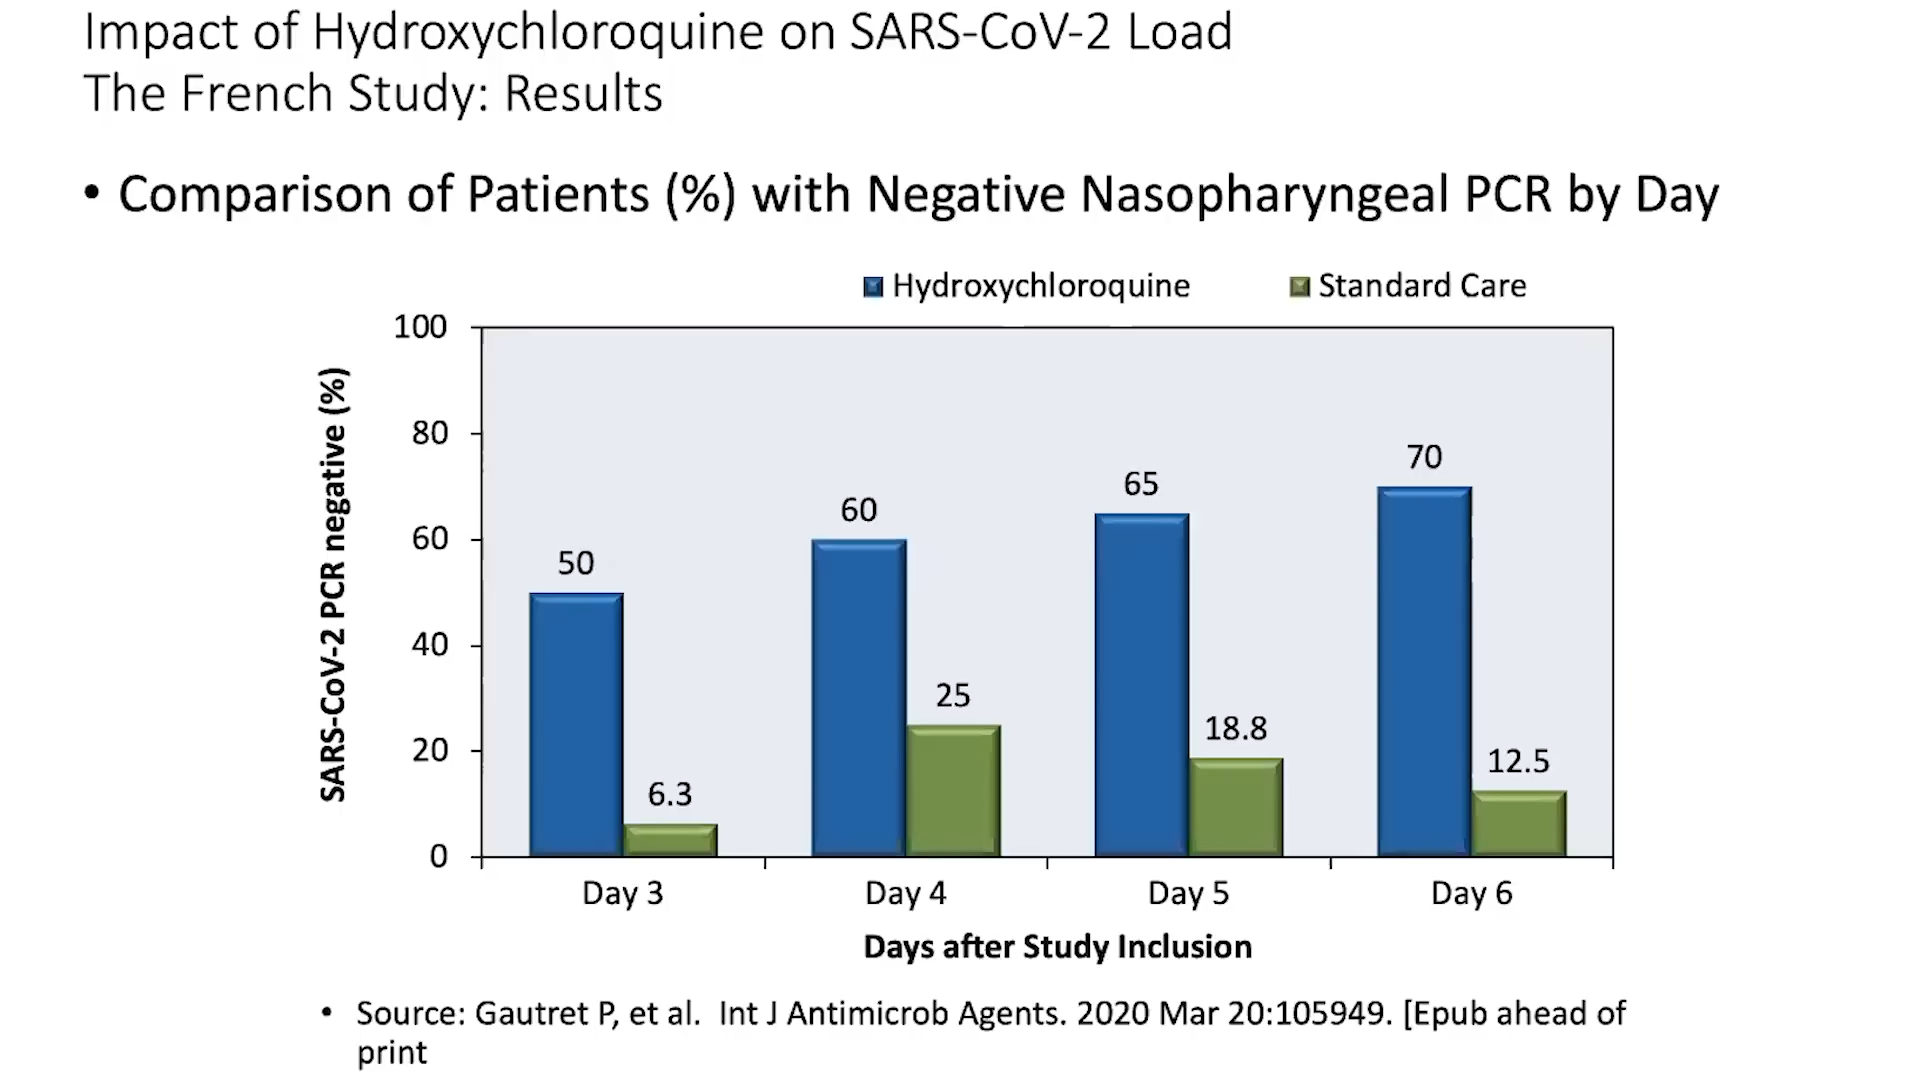 Impact of Hydroxychloroquine on SARS-CoV-2 Load
The French Study: Results
• Comparison of Patients (%) with Negative Nasopharyngeal PCR by Day
Hydroxychloroquine
Standard Care
SARS-CoV-2 PCR negative (%)
100
80
60
40
20
0
50
6.3
60
25
65
18.8
70
12.5
Day 3
Day 4
Day 5
Day 6
Days after Study Inclusion
• Source: Gautret P, et al. Int J Antimicrob Agents. 2020 Mar 20:105949. [Epub ahead of
print